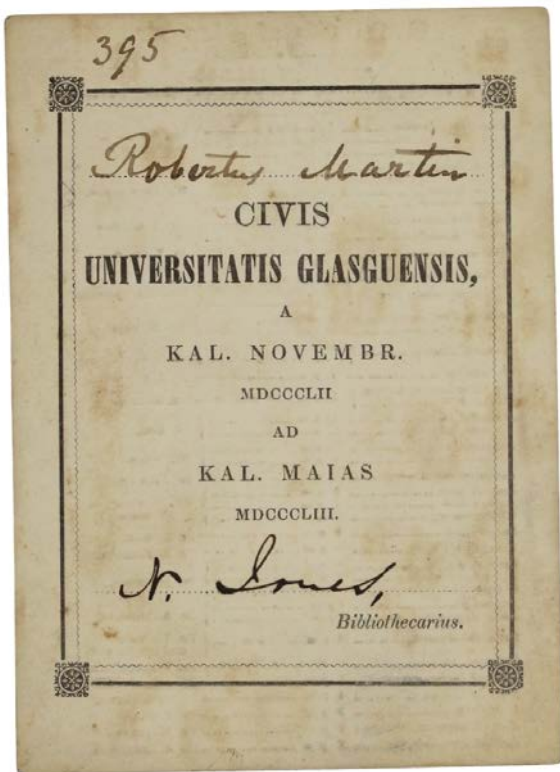 395
Robertus Martin
CIVIS
UNIVERSITATIS GLASGUENSIS,
A
KAL. NOVEMBR.
MDCCCLII
AD
KAL. MAIAS
MDCCCLIII.
N. Jones,
Bibliothecarius.